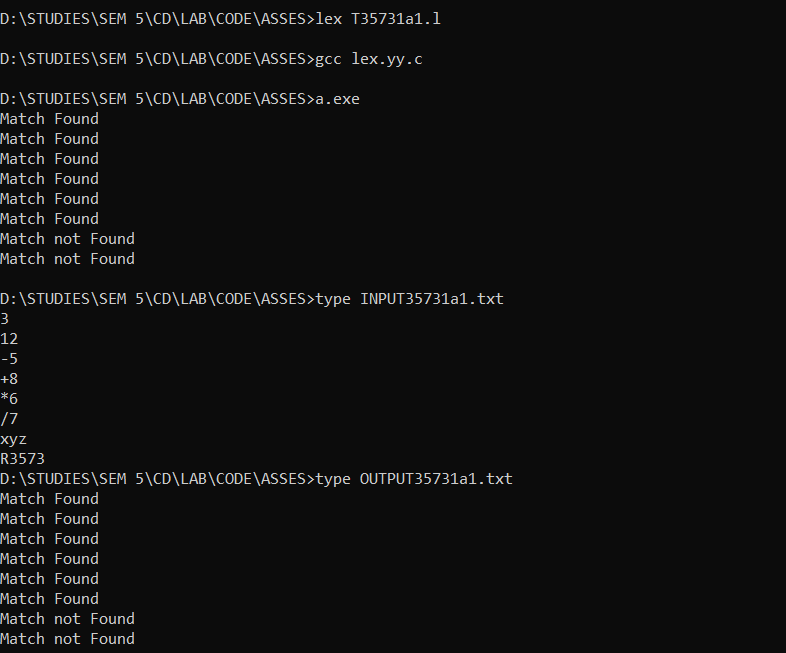 D:\STUDIES\SEM 5\CD\LAB\CODE\ASSES>lex T35731a1.l
D:\STUDIES\SEM 5\CD\LAB\CODE\ASSES>gcc lex.yy.c
D:\STUDIES\SEM 5\CD\LAB\CODE\ASSES>a.exe
Match Found
Match Found
Match Found
Match Found
Match Found
Match Found
Match not Found
Match not Found
D:\STUDIES\SEM 5\CD\LAB\CODE\ASSES>type INPUT35731a1.txt
3
12
-5
+8
*6
/7
xyz
R3573
D:\STUDIES\SEM 5\CD\LAB\CODE\ASSES>type OUTPUT35731a1.txt
Match Found
Match Found
Match Found
Match Found
Match Found
Match Found
Match not Found
Match not Found